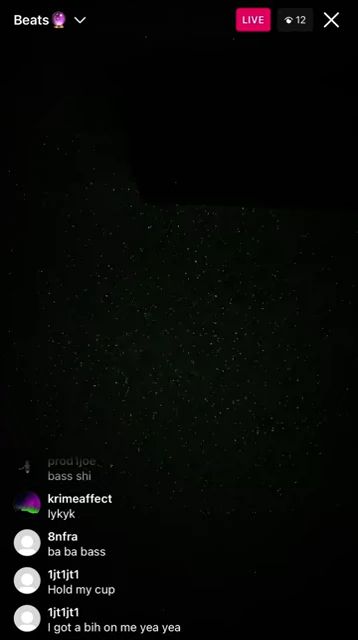 Beats🔮
LIVE
12
prod1joe
bass shi
krimeaffect
lykyk
8nfra
ba ba bass
1jt1jt1
Hold my cup
1jt1jt1
I got a bih on me yea yea